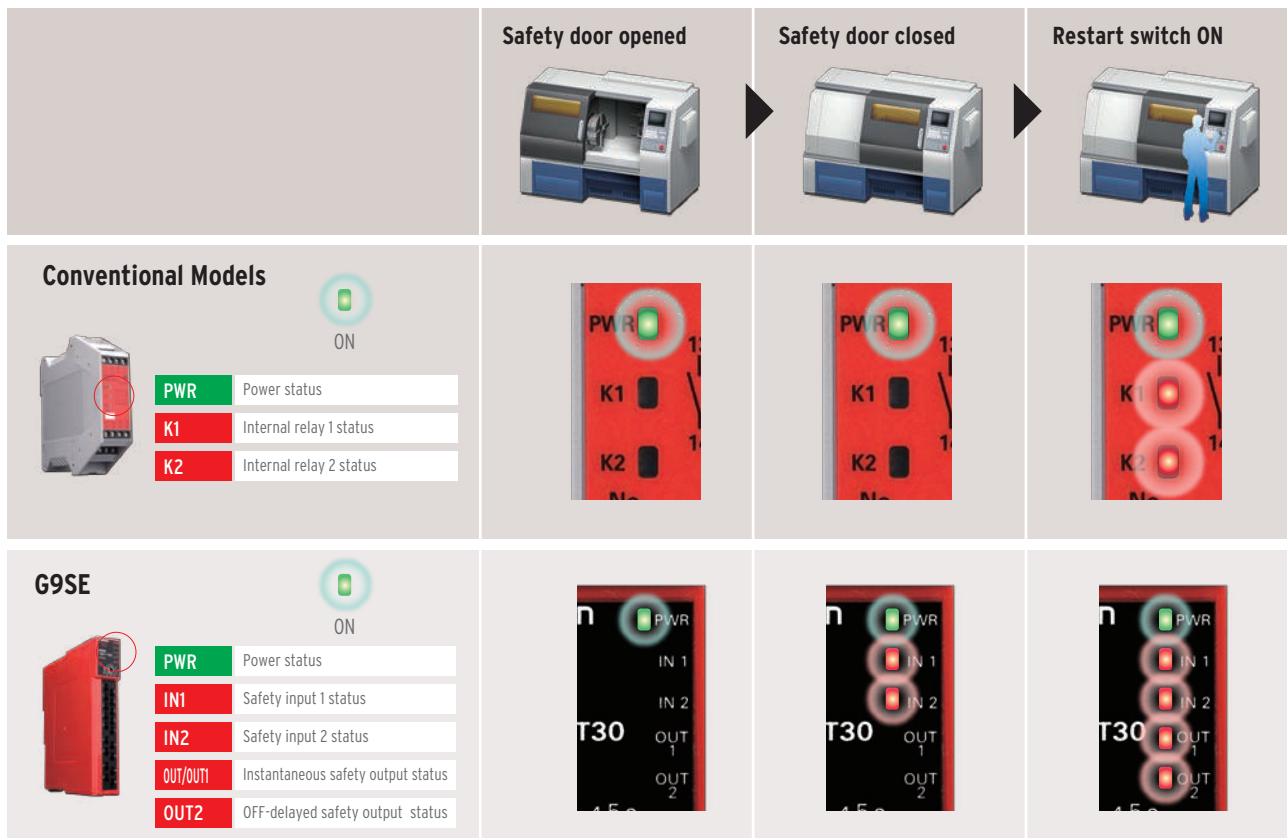 Safety door opened
Safety door closed
Restart switch ON
Conventional Models
ON
PWR Power status
K1 Internal relay 1 status
K2 Internal relay 2 status
PWR
K1
K2
PWR
K1
K2
PWR
K1
K2
G9SE
ON
PWR Power status
IN1 Safety input 1 status
IN2 Safety input 2 status
OUT/OUT1 Instantaneous safety output status
OUT2 OFF-delayed safety output status
n PWR
IN 1
IN 2
T30 OUT
1
OUT
2
n PWR
IN 1
IN 2
T30 OUT
1
OUT
2
n PWR
IN 1
IN 2
T30 OUT
1
OUT
2